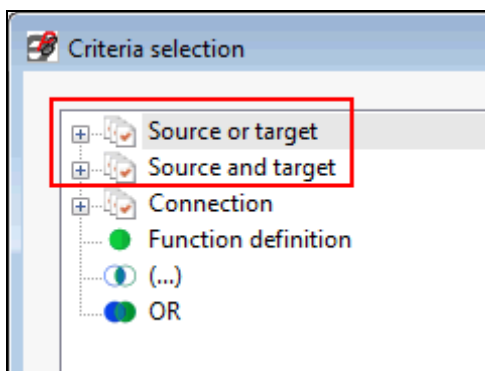 Criteria selection
Source or target
Source and target
Connection
Function definition
(...)
OR